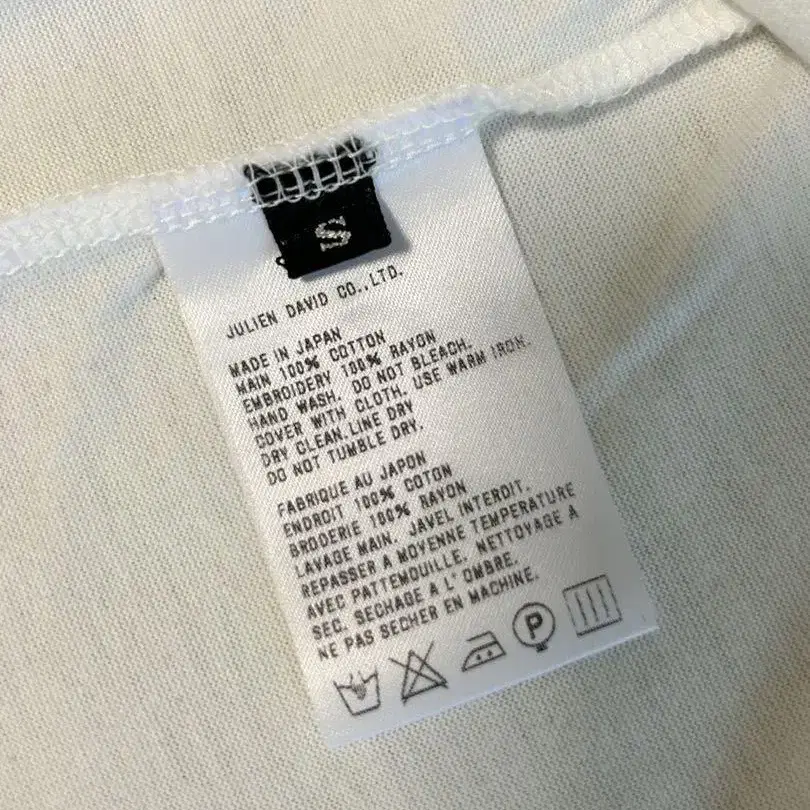 S
JULIEN DAVID CO.,LTD.
MADE IN JAPAN
MAIN 100% COTTON
EMBROIDERY 100% RAYON
HAND WASH. DO NOT BLEACH.
COVER WITH CLOTH. USE WARM IRON.
DRY CLEAN.LINE DRY
DO NOT TUMBLE DRY.
FABRIQUE AU JAPON
ENDROIT 100% COTON
BRODERIE 100% RAYON
LAVAGE MAIN. JAVEL INTERDIT.
REPASSER A MOYENNE TEMPERATURE
AVEC PATTEMOUILLE. NETTOYAGE A
SEC. SECHAGE A L'OMBRE.
NE PAS SECHER EN MACHINE.
P